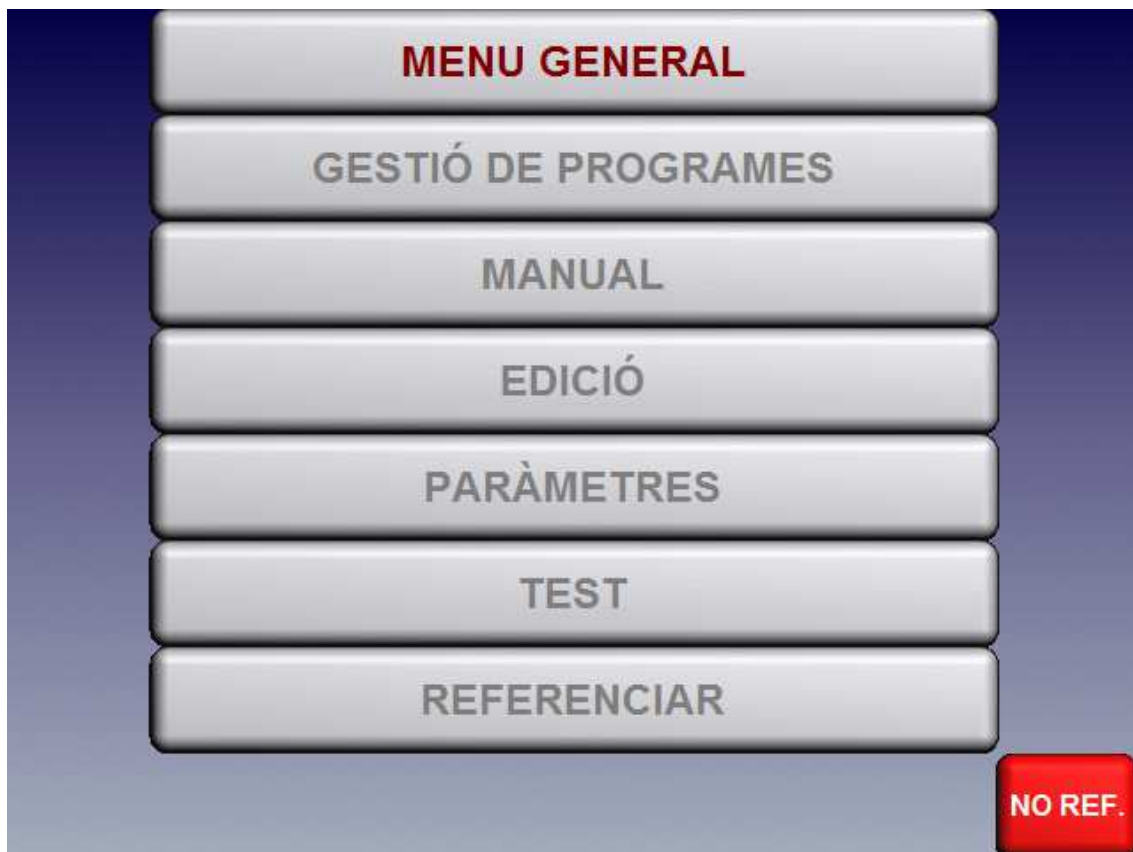 MENU GENERAL
GESTIÓ DE PROGRAMES
MANUAL
EDICIÓ
PARÀMETRES
TEST
REFERENCIAR
NO REF.